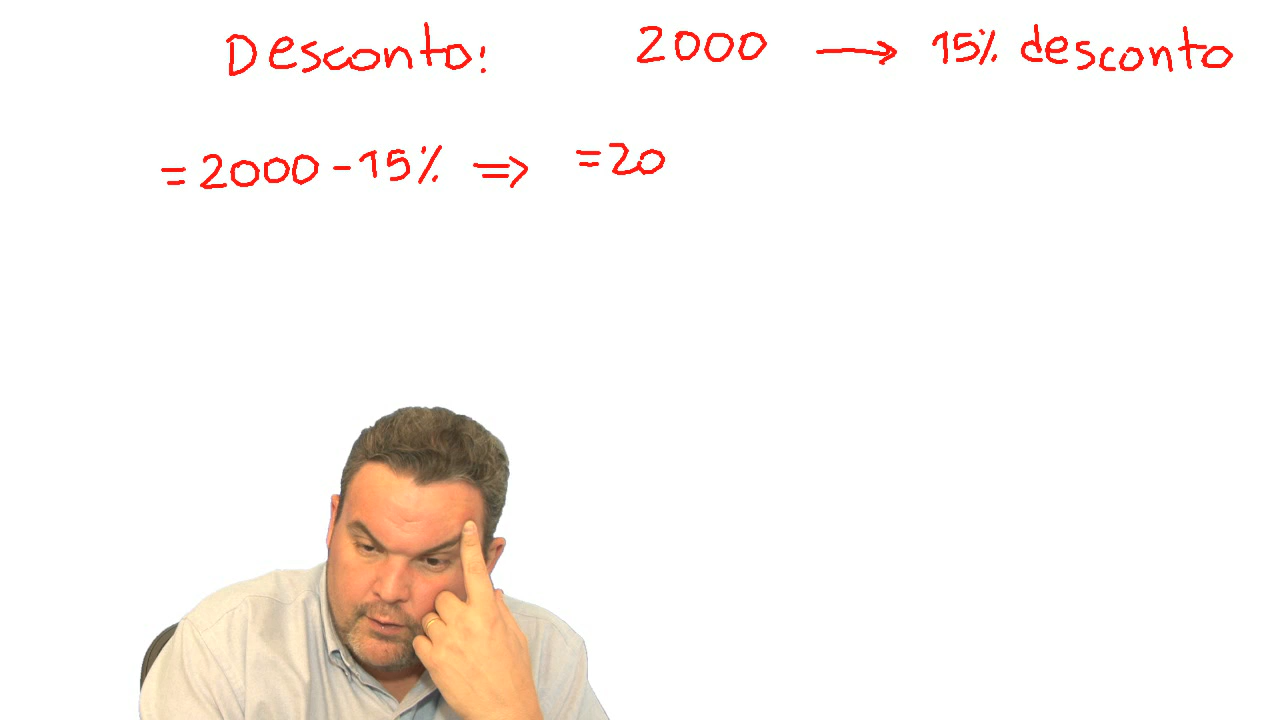 Desconto: 2000 → 15% desconto
= 2000 - 15% ⇒ = 20